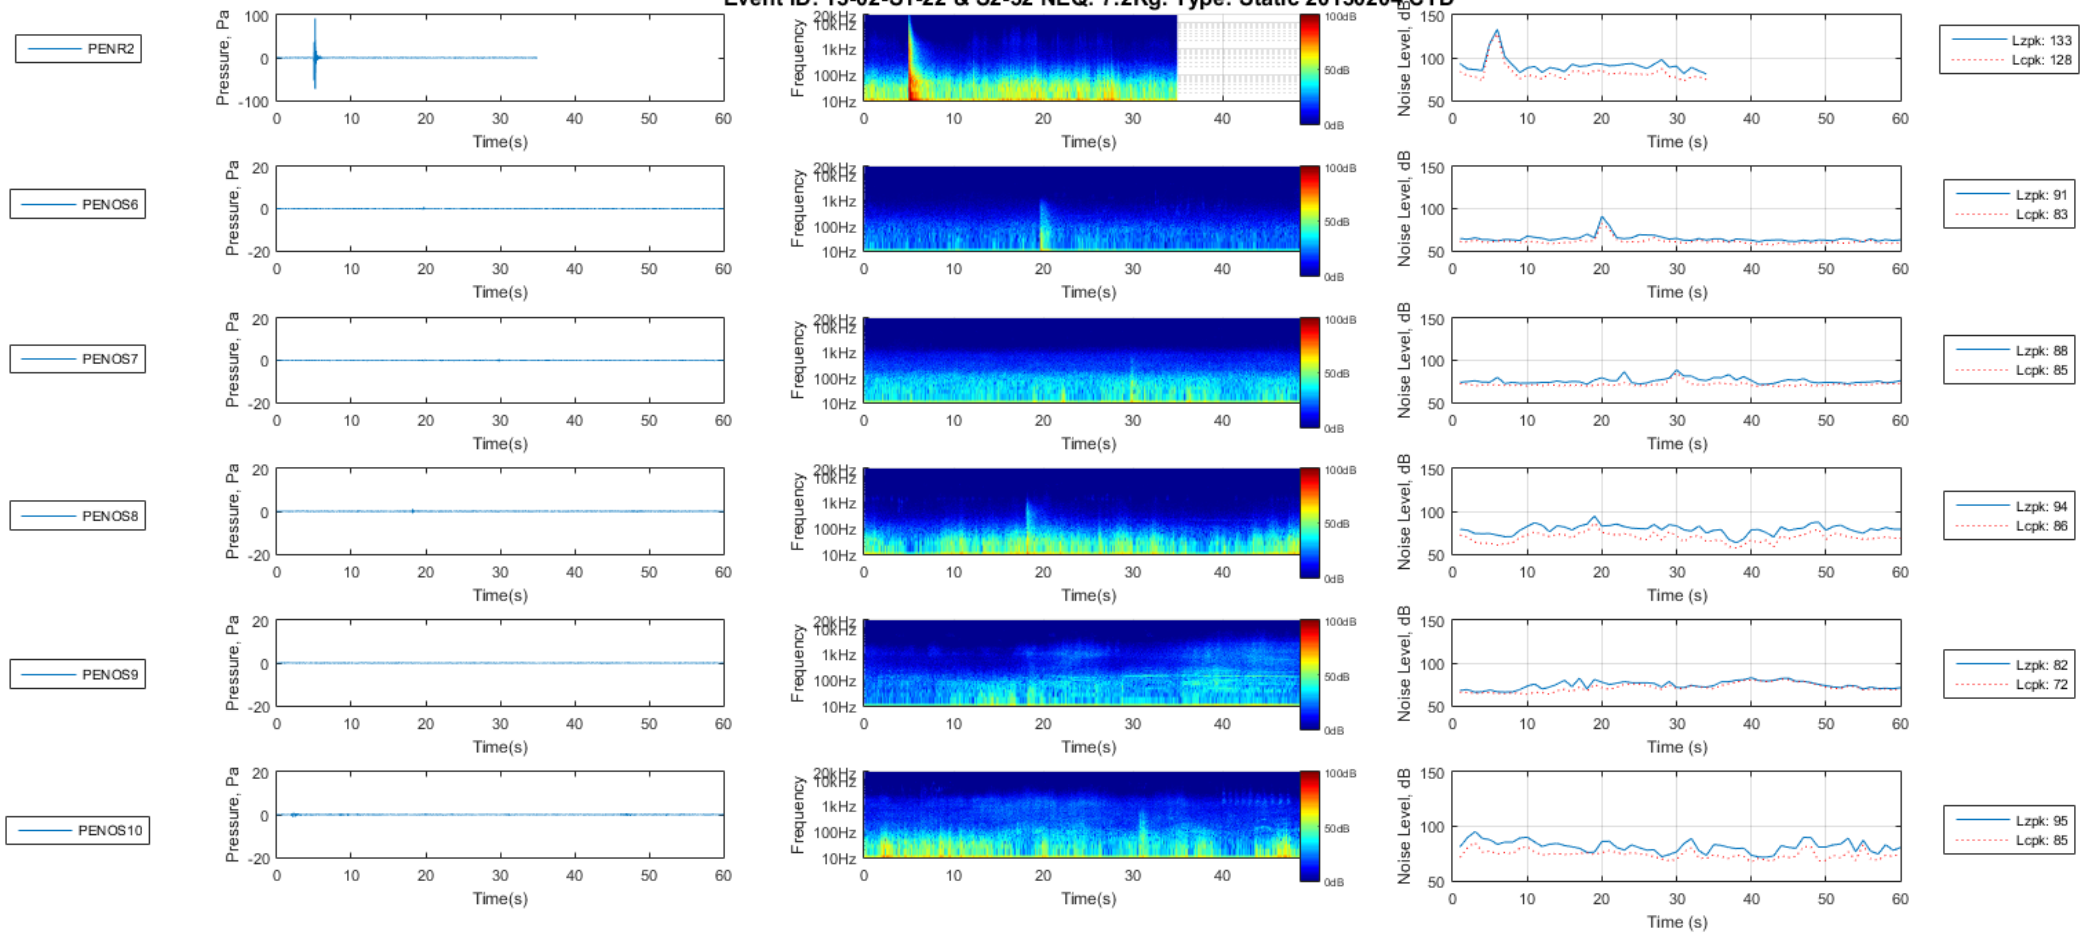 Event ID: NEQ: 7.2Kg. Type: Static
PENR2
Pressure, Pa
100
0
-100
0 10 20 30 40 50 60
Time(s)
Frequency
20kHz
10kHz
1kHz
100Hz
10Hz
0 10 20 30 40
Time(s)
100dB
50dB
0dB
Noise Level, dB
150
100
50
0 10 20 30 40 50 60
Time (s)
Lzpk: 133
Lcpk: 128
PENOS6
Pressure, Pa
20
0
-20
0 10 20 30 40 50 60
Time(s)
Frequency
20kHz
10kHz
1kHz
100Hz
10Hz
0 10 20 30 40
Time(s)
100dB
50dB
0dB
Noise Level, dB
150
100
50
0 10 20 30 40 50 60
Time (s)
Lzpk: 91
Lcpk: 83
PENOS7
Pressure, Pa
20
0
-20
0 10 20 30 40 50 60
Time(s)
Frequency
20kHz
10kHz
1kHz
100Hz
10Hz
0 10 20 30 40
Time(s)
100dB
50dB
0dB
Noise Level, dB
150
100
50
0 10 20 30 40 50 60
Time (s)
Lzpk: 88
Lcpk: 85
PENOS8
Pressure, Pa
20
0
-20
0 10 20 30 40 50 60
Time(s)
Frequency
20kHz
10kHz
1kHz
100Hz
10Hz
0 10 20 30 40
Time(s)
100dB
50dB
0dB
Noise Level, dB
150
100
50
0 10 20 30 40 50 60
Time (s)
Lzpk: 94
Lcpk: 86
PENOS9
Pressure, Pa
20
0
-20
0 10 20 30 40 50 60
Time(s)
Frequency
20kHz
10kHz
1kHz
100Hz
10Hz
0 10 20 30 40
Time(s)
100dB
50dB
0dB
Noise Level, dB
150
100
50
0 10 20 30 40 50 60
Time (s)
Lzpk: 82
Lcpk: 72
PENOS10
Pressure, Pa
20
0
-20
0 10 20 30 40 50 60
Time(s)
Frequency
20kHz
10kHz
1kHz
100Hz
10Hz
0 10 20 30 40
Time(s)
100dB
50dB
0dB
Noise Level, dB
150
100
50
0 10 20 30 40 50 60
Time (s)
Lzpk: 95
Lcpk: 85